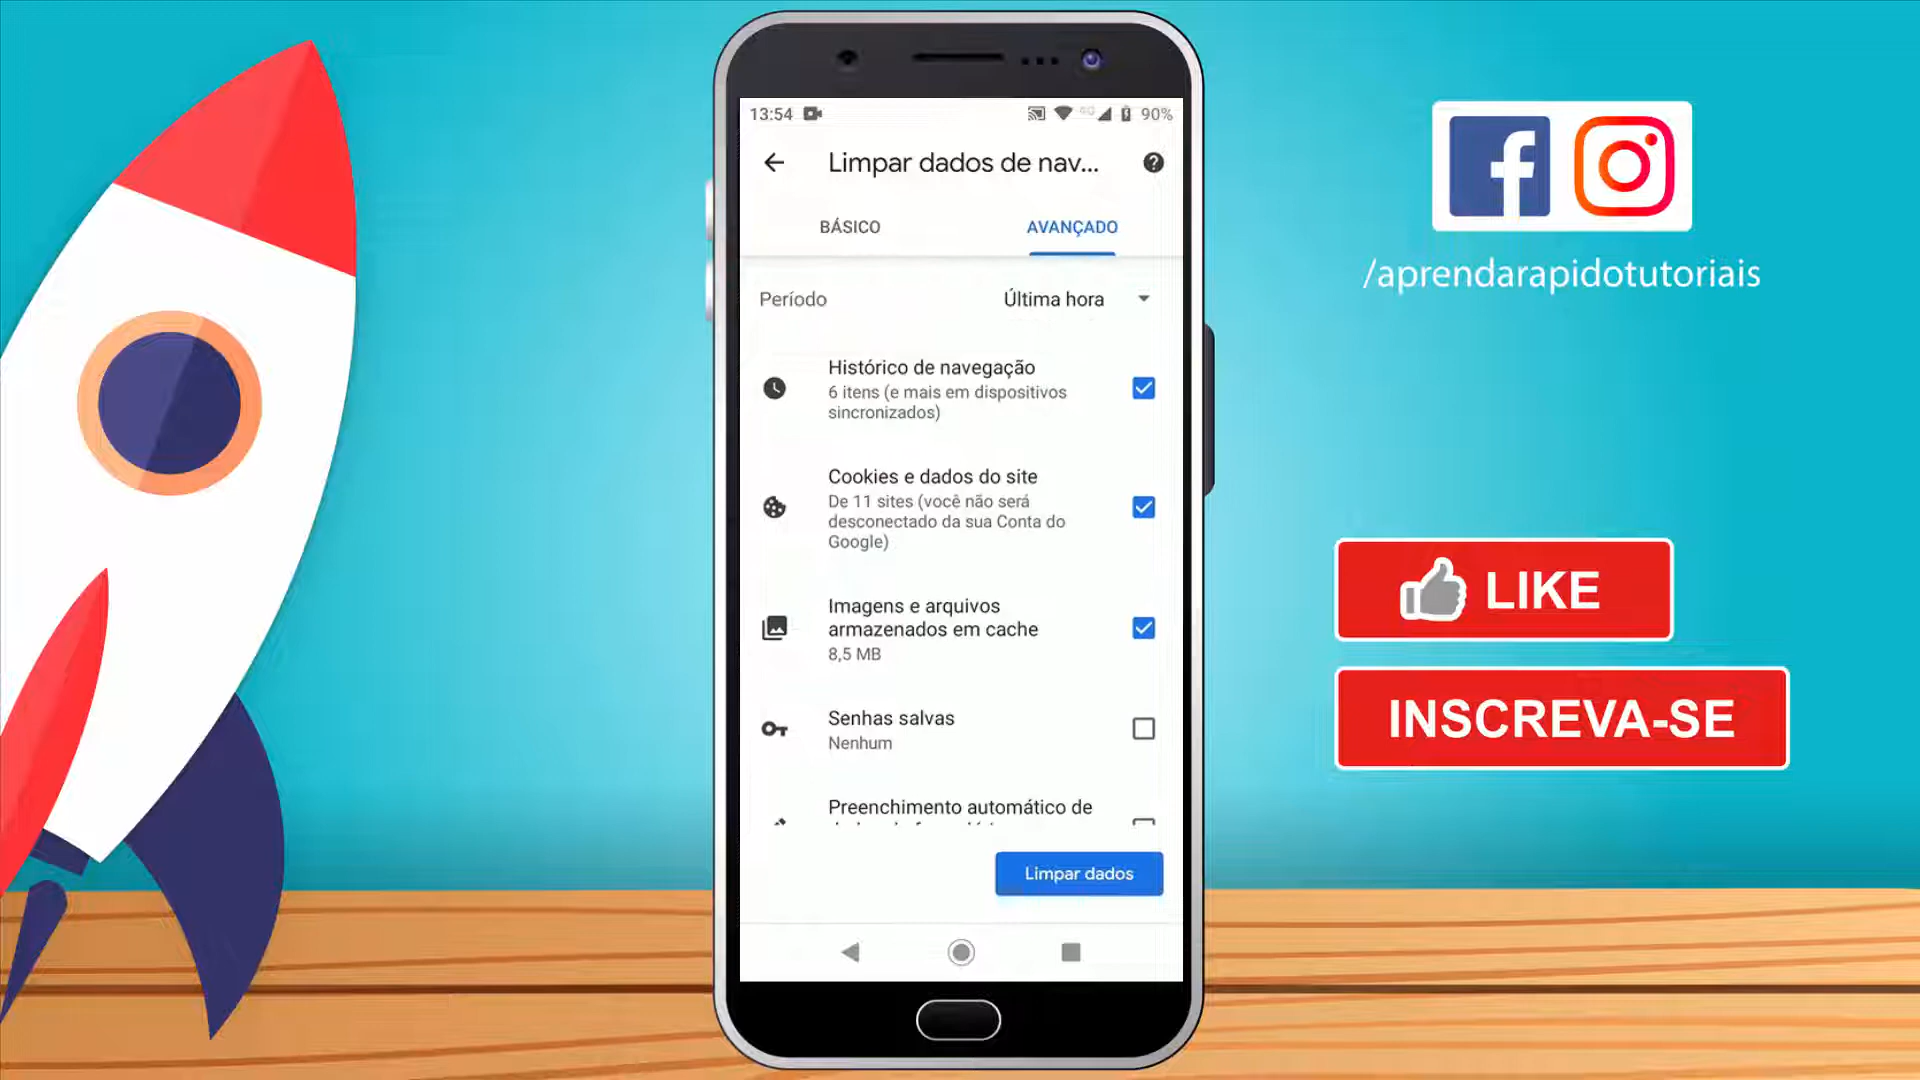 13:54
4G
90%
Limpar dados de nav...
BÁSICO
AVANÇADO
Período
Última hora
Histórico de navegação
6 itens (e mais em dispositivos
sincronizados)
Cookies e dados do site
De 11 sites (você não será
desconectado da sua Conta do
Google)
Imagens e arquivos
armazenados em cache
8,5 MB
Senhas salvas
Nenhum
Preenchimento automático de
Limpar dados
/aprendarapidotutoriais
LIKE
INSCREVA-SE